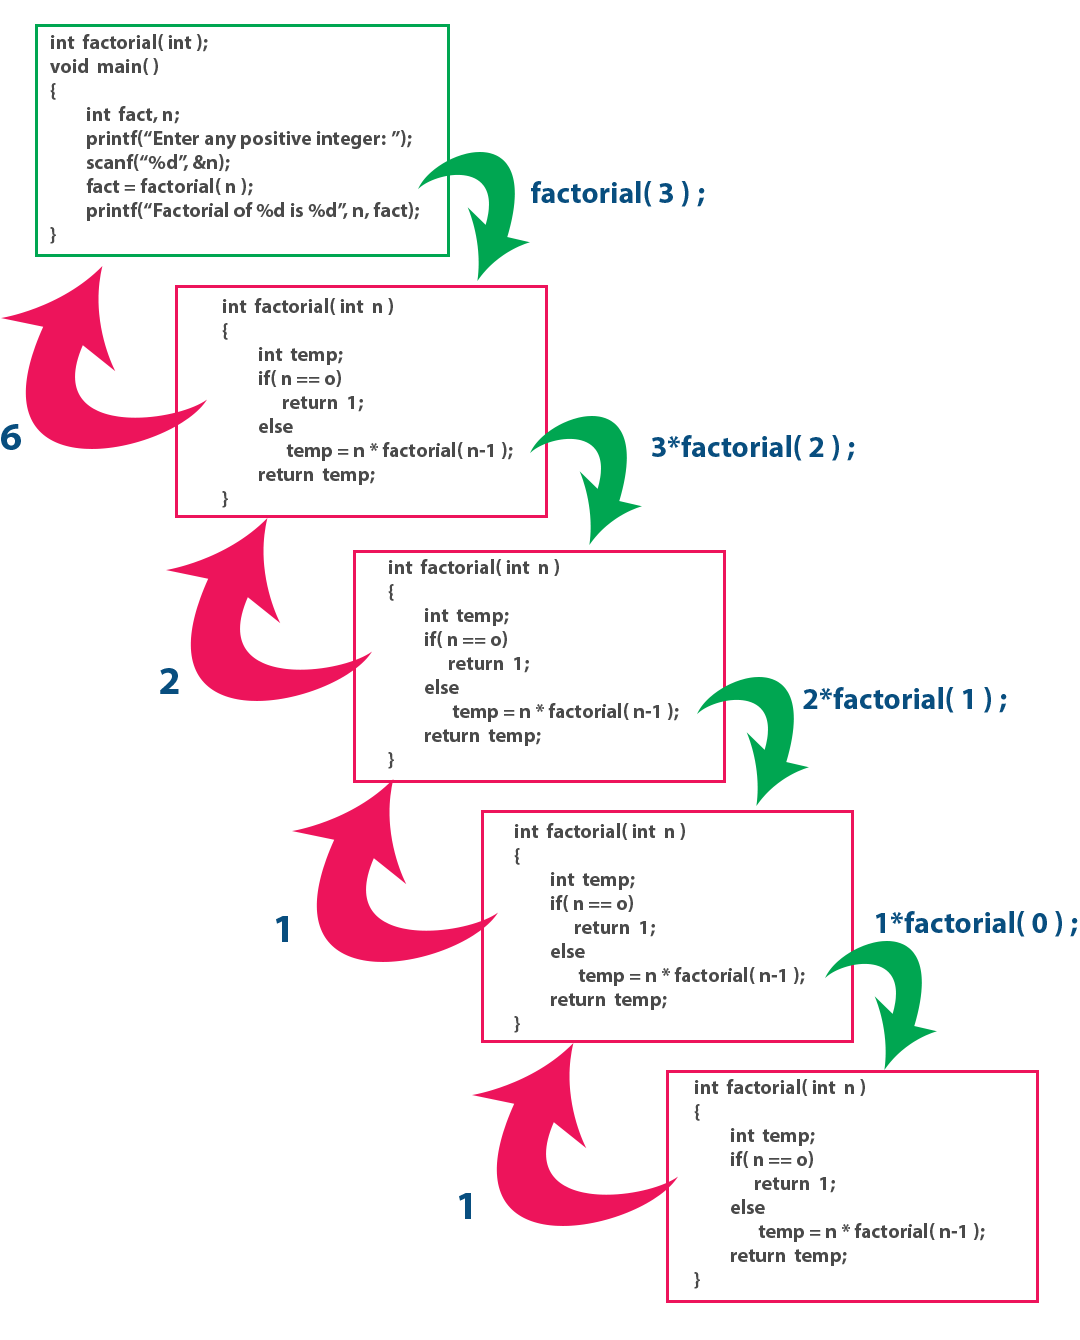 int factorial( int );
void main( )
{
int fact, n;
printf(“Enter any positive integer: ”);
scanf(“%d”, &n);
fact = factorial( n );
printf(“Factorial of %d is %d”, n, fact);
}
factorial( 3 ) ;
int factorial( int n )
{
int temp;
if( n == o)
return 1;
else
temp = n * factorial( n-1 );
return temp;
}
6
3*factorial( 2 ) ;
int factorial( int n )
{
int temp;
if( n == o)
return 1;
else
temp = n * factorial( n-1 );
return temp;
}
2
2*factorial( 1 ) ;
int factorial( int n )
{
int temp;
if( n == o)
return 1;
else
temp = n * factorial( n-1 );
return temp;
}
1
1*factorial( 0 ) ;
int factorial( int n )
{
int temp;
if( n == o)
return 1;
else
temp = n * factorial( n-1 );
return temp;
}
1